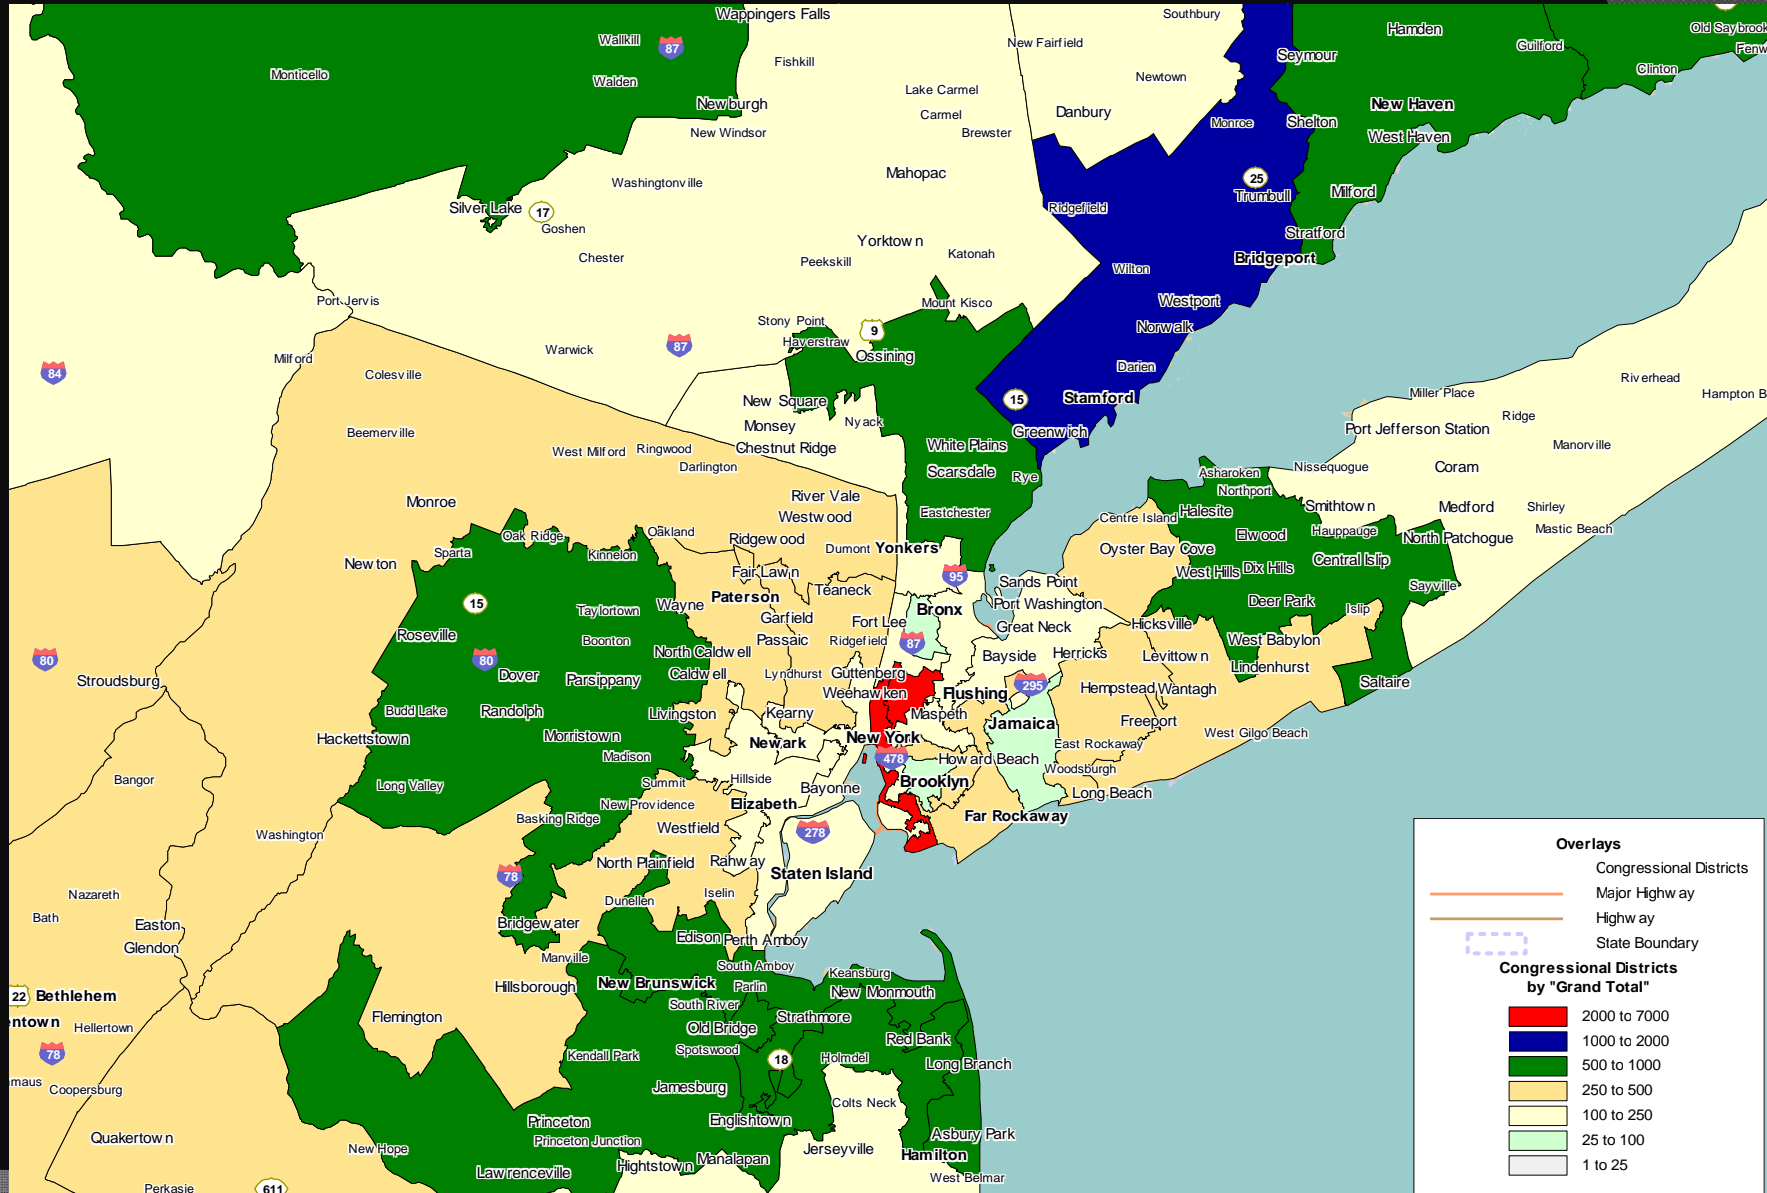 Wappingers Falls
Southbury
Old Saybrook
Hamden
Wallkill
87
New Fairfield
Guilford
Fenw
Seymour
Monticello
Fishkill
Newtown
Clinton
Walden
Lake Carmel
Newburgh
Carmel
Danbury
New Haven
New Windsor
Brewster
Monroe
Shelton
West Haven
Mahopac
25
Washingtonville
Trumbull
Milford
Silver Lake
17
Ridgefield
Goshen
Stratford
Yorktown
Chester
Peekskill
Katonah
Wilton
Bridgeport
Port Jervis
Mount Kisco
Westport
Stony Point
9
Norwalk
Haverstraw
Warwick
87
Ossining
Milford
84
Colesville
Darien
Riverhead
New Square
15
Stamford
Miller Place
Hampton B
Nyack
Ridge
Beemerville
Monsey
Greenwich
Port Jefferson Station
West Milford
Ringwood
Chestnut Ridge
White Plains
Manorville
Darlington
Scarsdale
Rye
Asharoken
Nissequogue
Coram
Monroe
River Vale
Northport
Westwood
Eastchester
Centre Island
Halesite
Smithtown
Medford
Shirley
Oak Ridge
Oakland
Ridgewood
Elwood
Hauppauge
Mastic Beach
Sparta
Kinnelon
Dumont
Yonkers
Oyster Bay Cove
North Patchogue
Newton
Fair Lawn
95
West Hills
Dix Hills
Central Islip
Teaneck
Sands Point
Sayville
15
Taylortown
Wayne
Paterson
Bronx
Port Washington
Deer Park
Islip
Roseville
Boonton
Garfield
Fort Lee
Great Neck
Hicksville
80
80
North Caldwell
Passaic
Ridgefield
87
Bayside
Herricks
Levittown
West Babylon
Stroudsburg
Dover
Parsippany
Caldwell
Lyndhurst
Guttenberg
Lindenhurst
Weehawken
Flushing
295
Hempstead
Wantagh
Saltaire
Budd Lake
Randolph
Livingston
Kearny
Maspeth
Jamaica
Freeport
Hackettstown
Morristown
Newark
New York
East Rockaway
West Gilgo Beach
Madison
478
Howard Beach
Woodsburgh
Bangor
Long Valley
Summit
Hillside
Bayonne
Brooklyn
Long Beach
New Providence
Elizabeth
Basking Ridge
Westfield
278
Far Rockaway
Washington
North Plainfield
Rahway
Staten Island
78
Nazareth
Dunellen
Iselin
Bath
Easton
Bridgewater
Edison
Perth Amboy
Glendon
Manville
South Amboy
Keansburg
22
Bethlehem
Hillsborough
New Brunswick
Parlin
New Monmouth
South River
entown
Hellertown
Flemington
Old Bridge
Strathmore
Red Bank
78
Kendall Park
Spotswood
18
Holmdel
Long Branch
maus
Coopersburg
Jamesburg
Colts Neck
Quakertown
Princeton
Englishtown
Asbury Park
New Hope
Princeton Junction
Jerseyville
Hamilton
Lawrenceville
Hightstown
Manalapan
West Belmar
Perkasie
611
Overlays
Congressional Districts
Major Highway
Highway
State Boundary
Congressional Districts
by "Grand Total"
2000 to 7000
1000 to 2000
500 to 1000
250 to 500
100 to 250
25 to 100
1 to 25